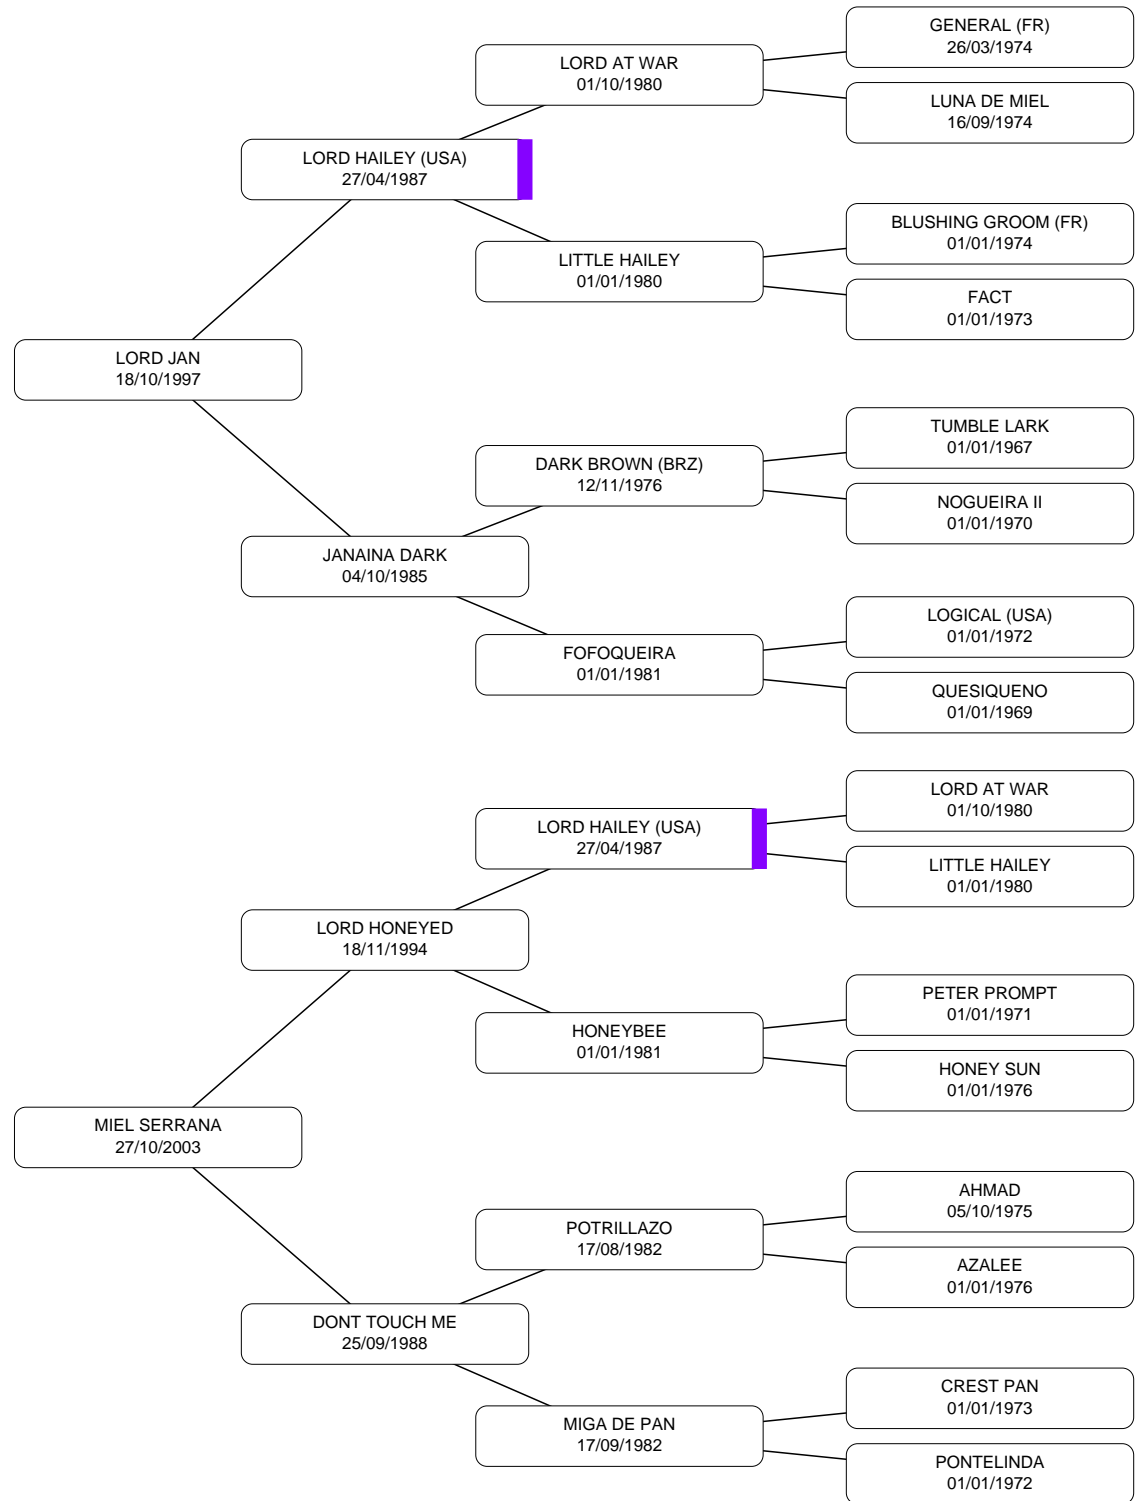 GENERAL (FR)
26/03/1974
LORD AT WAR
01/10/1980
LUNA DE MIEL
16/09/1974
LORD HAILEY (USA)
27/04/1987
BLUSHING GROOM (FR)
01/01/1974
LITTLE HAILEY
01/01/1980
FACT
01/01/1973
LORD JAN
18/10/1997
TUMBLE LARK
01/01/1967
DARK BROWN (BRZ)
12/11/1976
NOGUEIRA II
01/01/1970
JANAINA DARK
04/10/1985
LOGICAL (USA)
01/01/1972
FOFOQUEIRA
01/01/1981
QUESIQUENO
01/01/1969
LORD AT WAR
01/10/1980
LORD HAILEY (USA)
27/04/1987
LITTLE HAILEY
01/01/1980
LORD HONEYED
18/11/1994
PETER PROMPT
01/01/1971
HONEYBEE
01/01/1981
HONEY SUN
01/01/1976
MIEL SERRANA
27/10/2003
AHMAD
05/10/1975
POTRILLAZO
17/08/1982
AZALEE
01/01/1976
DONT TOUCH ME
25/09/1988
CREST PAN
01/01/1973
MIGA DE PAN
17/09/1982
PONTELINDA
01/01/1972